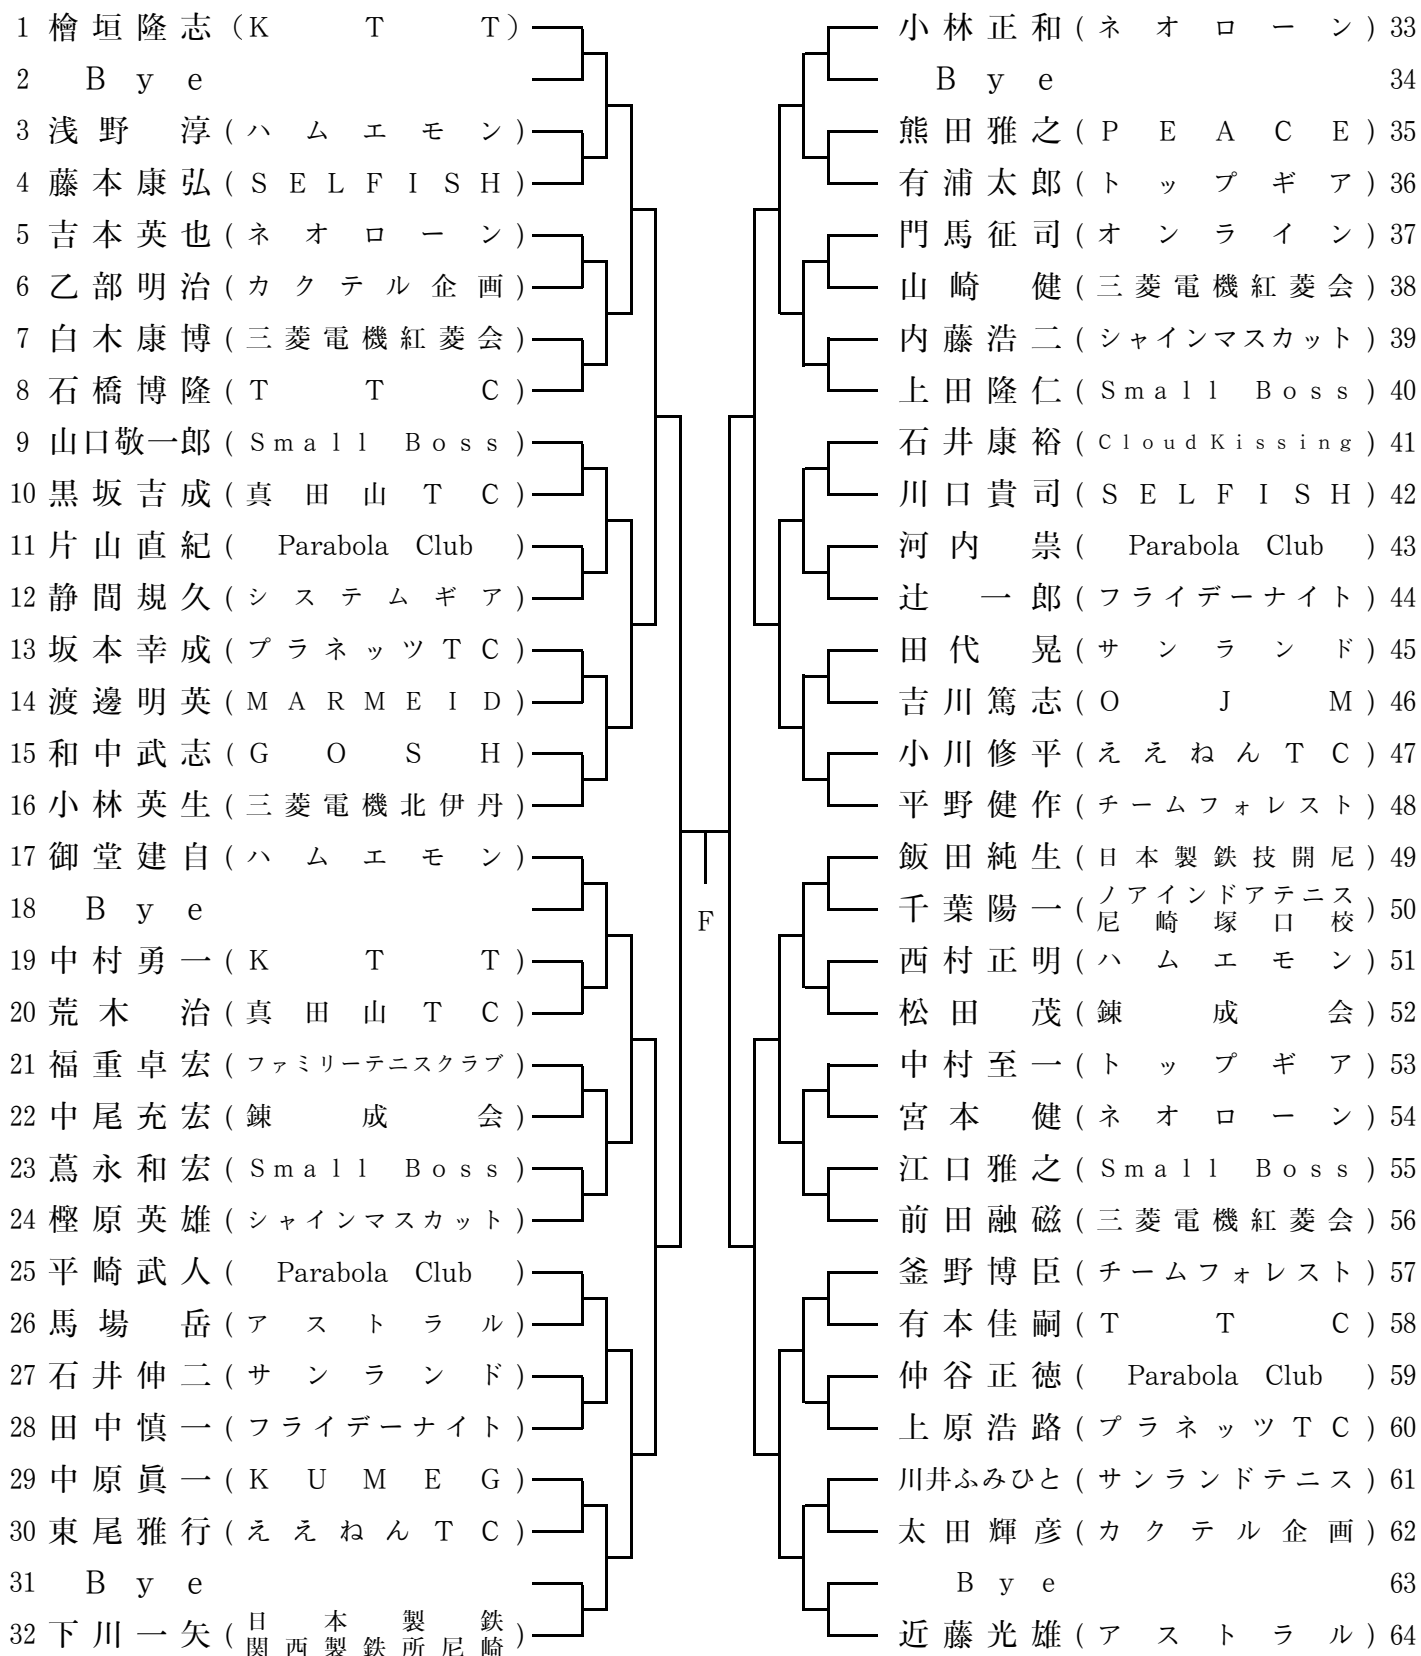 1 檜垣隆志 (KTT)
2 Bye
3 浅野 淳 (ハムエモン)
4 藤本康弘 (SELFISH)
5 吉本英也 (ネオローン)
6 乙部明治 (カクテル企画)
7 白木康博 (三菱電機紅菱会)
8 石橋博隆 (TTC)
9 山口敬一郎 (Small Boss)
10 黒坂吉成 (真田山TC)
11 片山直紀 (Parabola Club)
12 静間規久 (システムギア)
13 坂本幸成 (プラネッツTC)
14 渡邊明英 (MARMEID)
15 和中武志 (GOSH)
16 小林英生 (三菱電機北伊丹)
17 御堂建自 (ハムエモン)
18 Bye
19 中村勇一 (KTT)
20 荒木 治 (真田山TC)
21 福重卓宏 (ファミリーテニスクラブ)
22 中尾充宏 (錬成会)
23 蔦永和宏 (Small Boss)
24 樫原英雄 (シャインマスカット)
25 平崎武人 (Parabola Club)
26 馬場 岳 (アストラル)
27 石井伸二 (サンランド)
28 田中慎一 (フライデーナイト)
29 中原眞一 (KUMEG)
30 東尾雅行 (ええねんTC)
31 Bye
32 下川一矢 (日本製鉄
関西製鉄所尼崎)
F
小林正和 (ネオローン) 33
Bye 34
熊田雅之 (PEACE) 35
有浦太郎 (トップギア) 36
門馬征司 (オンライン) 37
山崎 健 (三菱電機紅菱会) 38
内藤浩二 (シャインマスカット) 39
上田隆仁 (Small Boss) 40
石井康裕 (CloudKissing) 41
川口貴司 (SELFISH) 42
河内 崇 (Parabola Club) 43
辻 一郎 (フライデーナイト) 44
田代 晃 (サンランド) 45
吉川篤志 (OJM) 46
小川修平 (ええねんTC) 47
平野健作 (チームフォレスト) 48
飯田純生 (日本製鉄技開尼) 49
千葉陽一 (ノアインドアテニス
尼崎塚口校) 50
西村正明 (ハムエモン) 51
松田 茂 (錬成会) 52
中村至一 (トップギア) 53
宮本 健 (ネオローン) 54
江口雅之 (Small Boss) 55
前田融磁 (三菱電機紅菱会) 56
釜野博臣 (チームフォレスト) 57
有本佳嗣 (TTC) 58
仲谷正徳 (Parabola Club) 59
上原浩路 (プラネッツTC) 60
川井ふみひと (サンランドテニス) 61
太田輝彦 (カクテル企画) 62
Bye 63
近藤光雄 (アストラル) 64